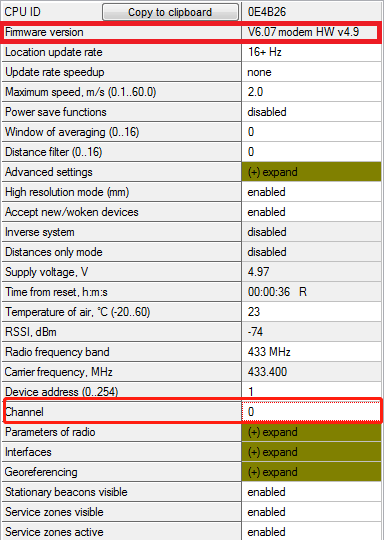 CPU ID Copy to clipboard 0E4B26
Firmware version V6.07 modem HW v4.9
Location update rate 16+ Hz
Update rate speedup none
Maximum speed, m/s (0.1..60.0) 2.0
Power save functions disabled
Window of averaging (0..16) 0
Distance filter (0..16) 0
Advanced settings (+) expand
High resolution mode (mm) enabled
Accept new/woken devices enabled
Inverse system disabled
Distances only mode disabled
Supply voltage, V 4.97
Time from reset, h:m:s 00:00:36 R
Temperature of air, °C (-20..60) 23
RSSI, dBm -74
Radio frequency band 433 MHz
Carrier frequency, MHz 433.400
Device address (0..254) 1
Channel 0
Parameters of radio (+) expand
Interfaces (+) expand
Georeferencing (+) expand
Stationary beacons visible enabled
Service zones visible enabled
Service zones active enabled